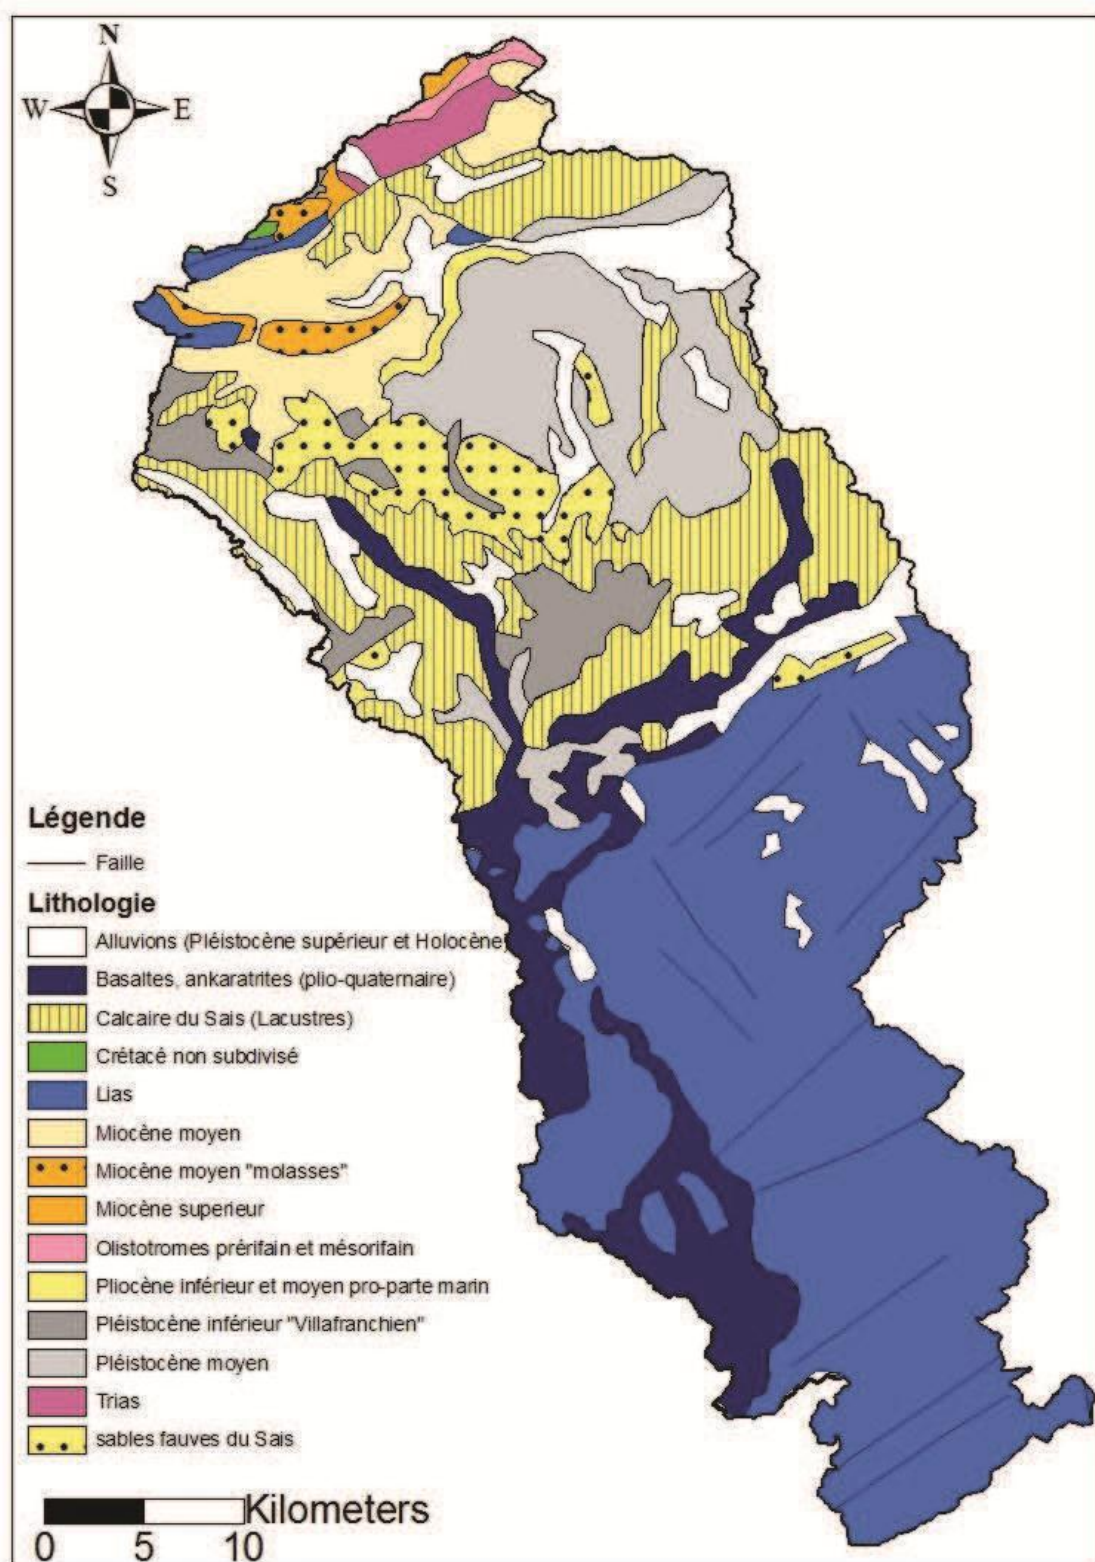 N
W E
S
Légende
Faille
Lithologie
Alluvions (Pléistocène supérieur et Holocène)
Basaltes, ankaratrites (plio-quaternaire)
Calcaire du Sais (Lacustres)
Crétacé non subdivisé
Lias
Miocène moyen
Miocène moyen "molasses"
Miocène superieur
Olistotromes prérifain et mésorifain
Pliocène inférieur et moyen pro-parte marin
Pléistocène inférieur "Villafranchien"
Pléistocène moyen
Trias
sables fauves du Sais
Kilometers
0 5 10